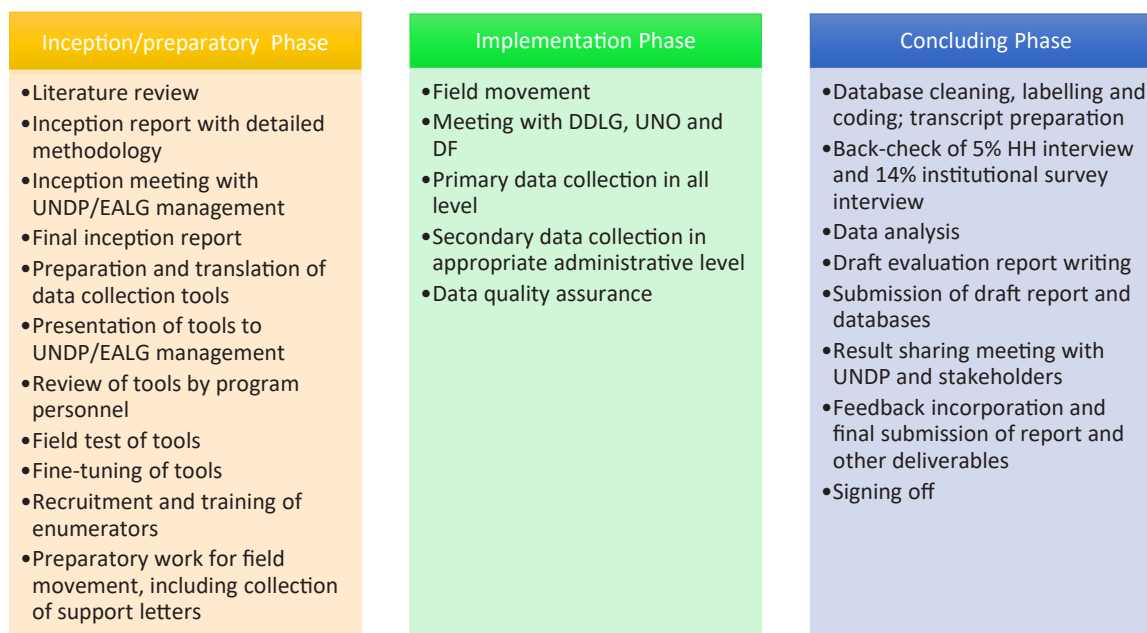 Inception/preparatory Phase
•Literature review
•Inception report with detailed
methodology
•Inception meeting with
UNDP/EALG management
•Final inception report
•Preparation and translation of
data collection tools
•Presentation of tools to
UNDP/EALG management
•Review of tools by program
personnel
•Field test of tools
•Fine-tuning of tools
•Recruitment and training of
enumerators
•Preparatory work for field
movement, including collection
of support letters
Implementation Phase
•Field movement
•Meeting with DDLG, UNO and
DF
•Primary data collection in all
level
•Secondary data collection in
appropriate administrative level
•Data quality assurance
Concluding Phase
•Database cleaning, labelling and
coding; transcript preparation
•Back-check of 5% HH interview
and 14% institutional survey
interview
•Data analysis
•Draft evaluation report writing
•Submission of draft report and
databases
•Result sharing meeting with
UNDP and stakeholders
•Feedback incorporation and
final submission of report and
other deliverables
•Signing off